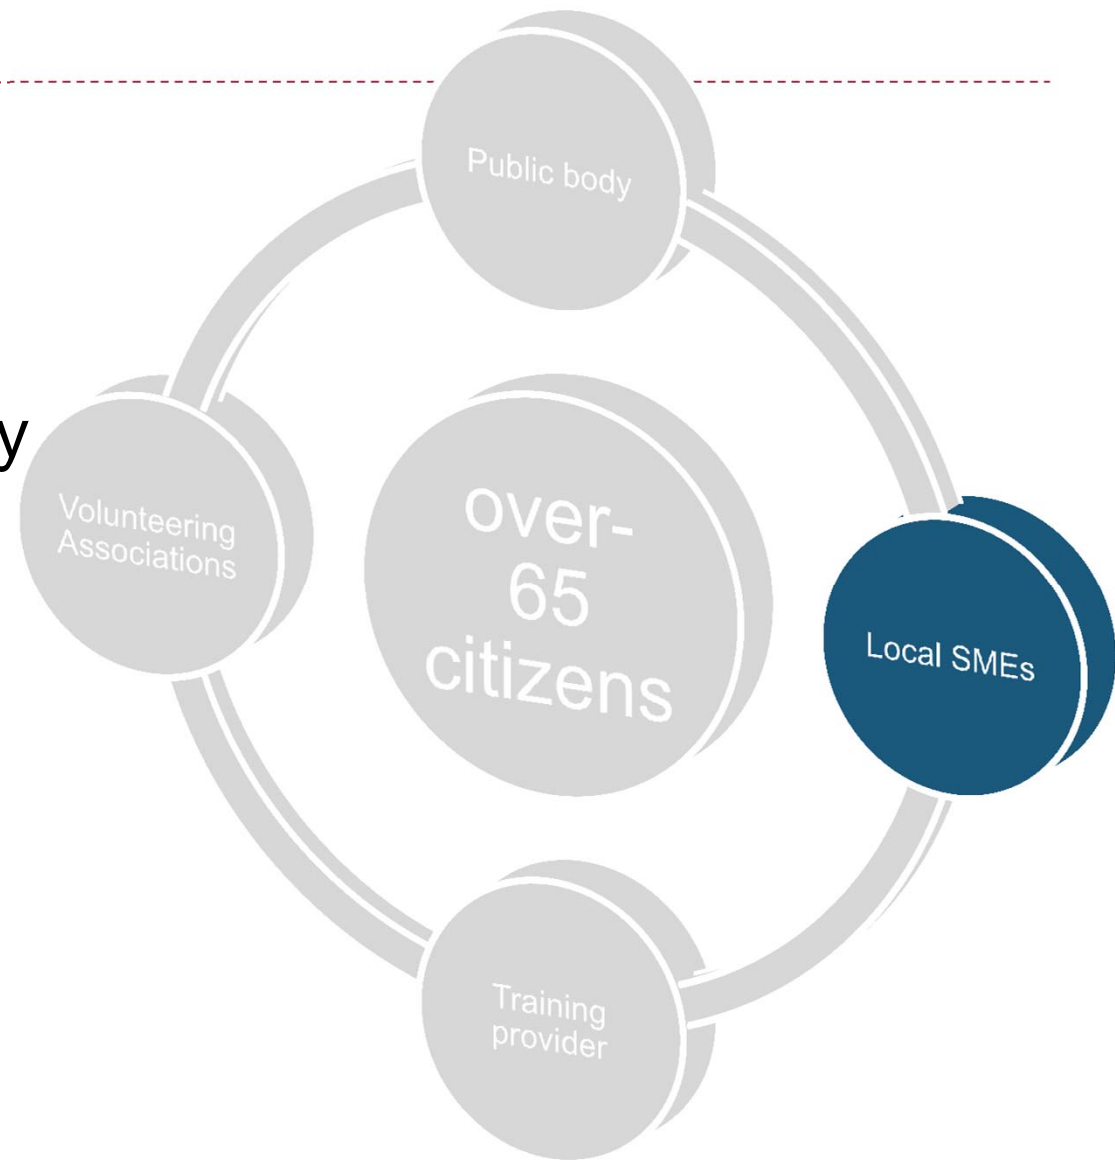 Public body
y
Volunteering
Associations
over-
65
citizens
Local SMEs
Training
provider